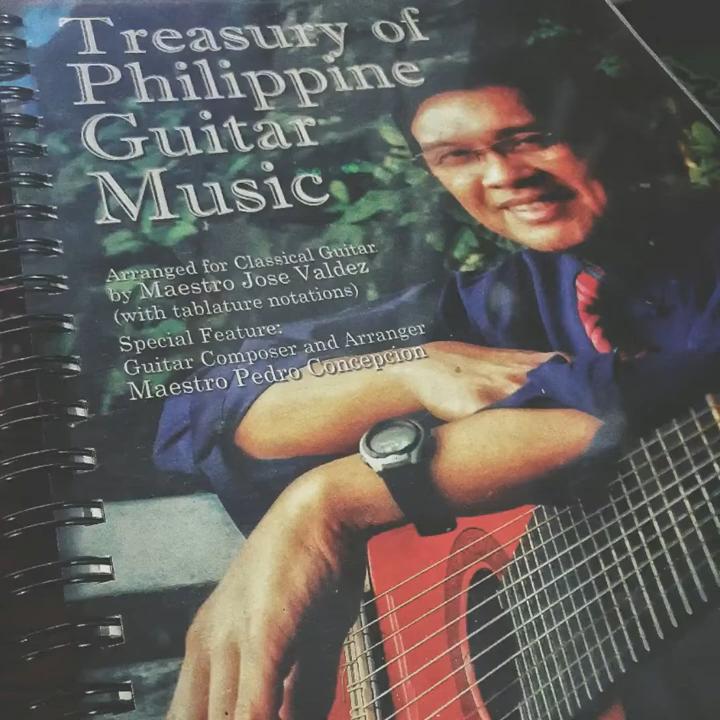 Treasury of
Philippine
Guitar
Music
Arranged for Classical Guitar
by Maestro Jose Valdez
(with tablature notations)
Special Feature:
Guitar Composer and Arranger
Maestro Pedro Concepcion